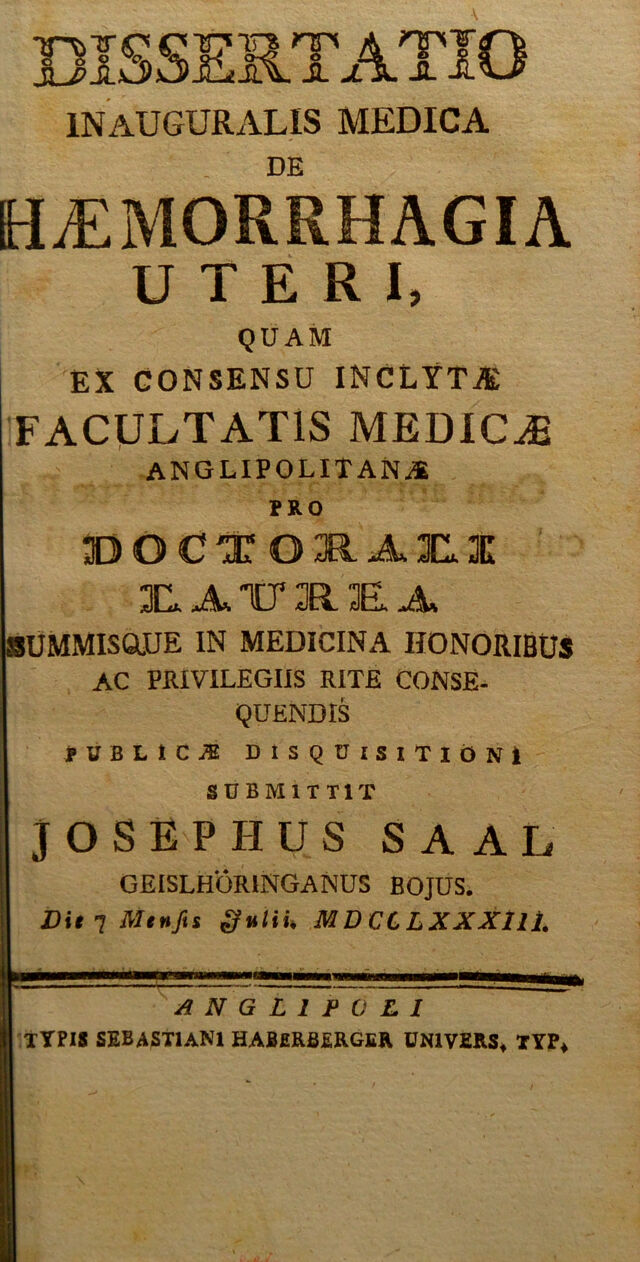 DISSERTATIO
INAUGURALIS MEDICA
DE
HÆMORRHAGIA
UTERI,
QUAM
EX CONSENSU INCLYTÆ
FACULTATIS MEDICÆ
ANGLIPOLITANÆ
PRO
DOCTORALI
LAUREA
SUMMISQUE IN MEDICINA HONORIBUS
AC PRIVILEGIIS RITE CONSE-
QUENDIS
PUBLICÆ DISQUISITIONI
SUBMITTIT
JOSEPHUS SAAL
GEISLHÖRINGANUS BOJUS.
Die 7 Menſis Julii. MDCCLXXXIII.
ANGLIPOLI
TYPIS SEBASTIANI HABERBERGER UNIVERS. TYP.